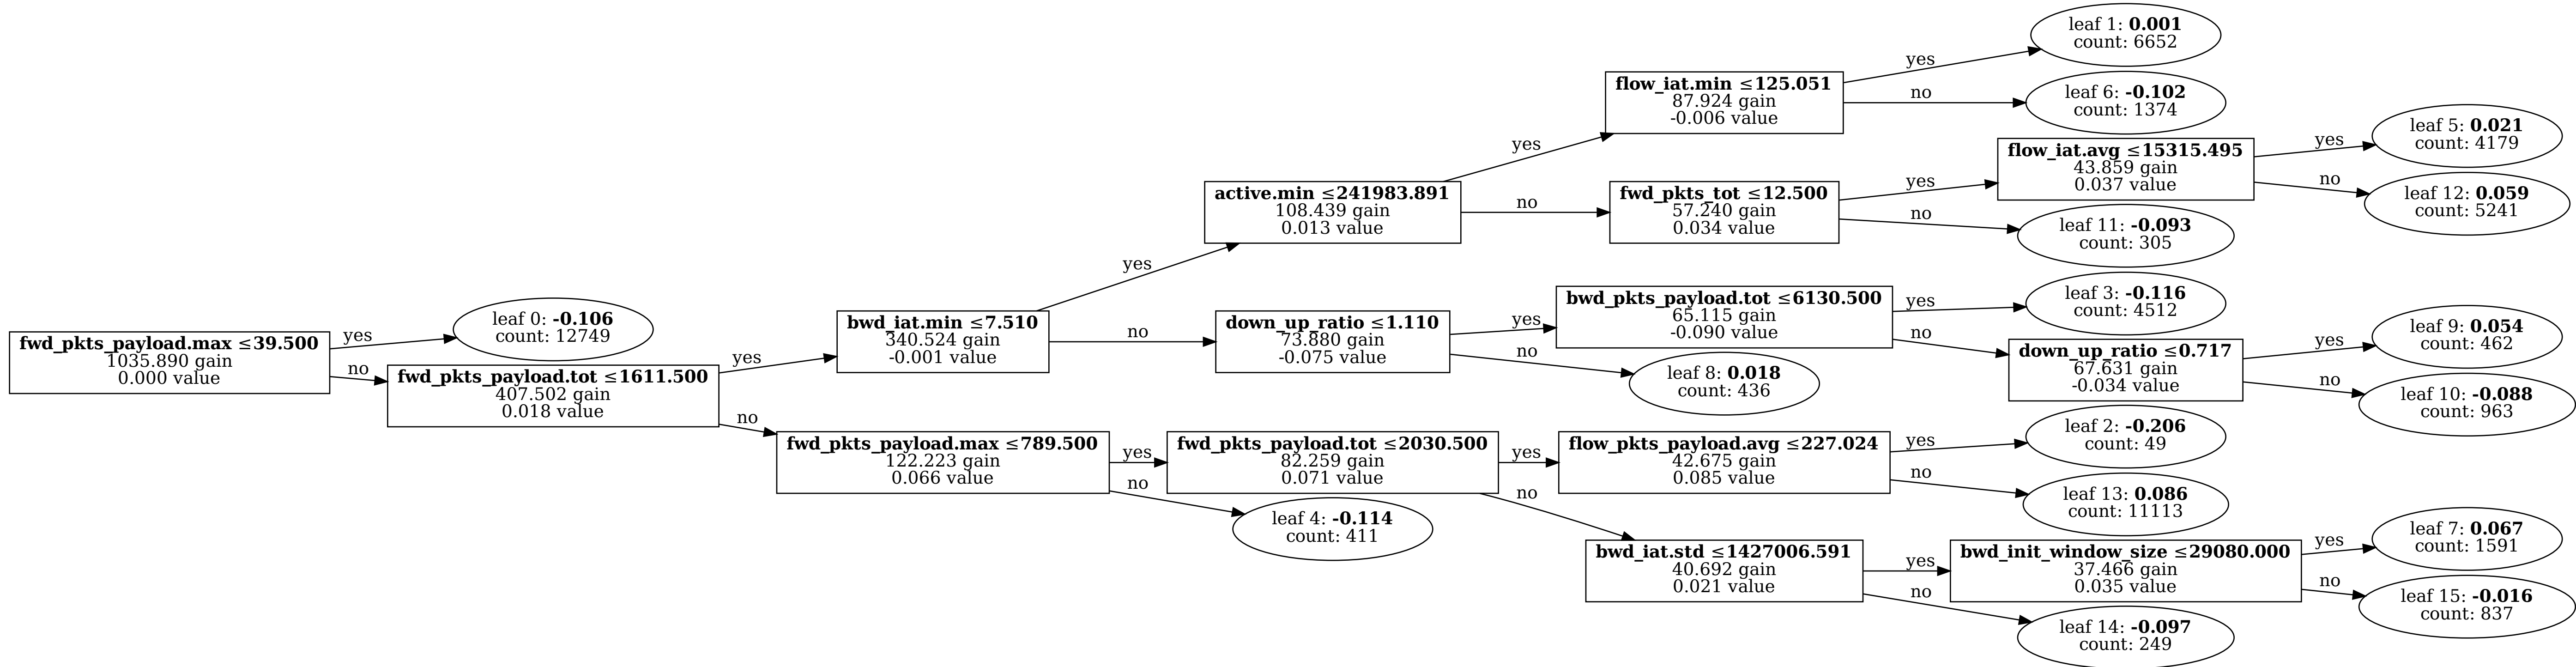 fwd_pkts_payload.max ≤39.500
1035.890 gain
0.000 value
yes
no
leaf 0: -0.106
count: 12749
fwd_pkts_payload.tot ≤1611.500
407.502 gain
0.018 value
yes
no
bwd_iat.min ≤7.510
340.524 gain
-0.001 value
yes
no
active.min ≤241983.891
108.439 gain
0.013 value
yes
no
flow_iat.min ≤125.051
87.924 gain
-0.006 value
yes
no
leaf 1: 0.001
count: 6652
leaf 6: -0.102
count: 1374
fwd_pkts_tot ≤12.500
57.240 gain
0.034 value
yes
no
flow_iat.avg ≤15315.495
43.859 gain
0.037 value
yes
no
leaf 5: 0.021
count: 4179
leaf 12: 0.059
count: 5241
leaf 11: -0.093
count: 305
down_up_ratio ≤1.110
73.880 gain
-0.075 value
yes
no
bwd_pkts_payload.tot ≤6130.500
65.115 gain
-0.090 value
yes
no
leaf 3: -0.116
count: 4512
down_up_ratio ≤0.717
67.631 gain
-0.034 value
yes
no
leaf 9: 0.054
count: 462
leaf 10: -0.088
count: 963
leaf 8: 0.018
count: 436
fwd_pkts_payload.max ≤789.500
122.223 gain
0.066 value
yes
no
fwd_pkts_payload.tot ≤2030.500
82.259 gain
0.071 value
yes
no
flow_pkts_payload.avg ≤227.024
42.675 gain
0.085 value
yes
no
leaf 2: -0.206
count: 49
leaf 13: 0.086
count: 11113
leaf 4: -0.114
count: 411
bwd_iat.std ≤1427006.591
40.692 gain
0.021 value
yes
no
bwd_init_window_size ≤29080.000
37.466 gain
0.035 value
yes
no
leaf 7: 0.067
count: 1591
leaf 15: -0.016
count: 837
leaf 14: -0.097
count: 249